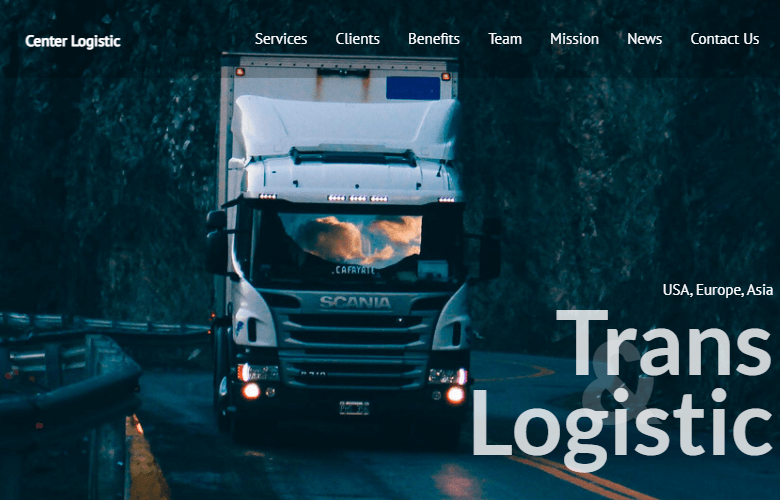 Center Logistic
Services Clients Benefits Team Mission News Contact Us
.CAFAYATE.
SCANIA
USA, Europe, Asia
Trans
&
Logistic